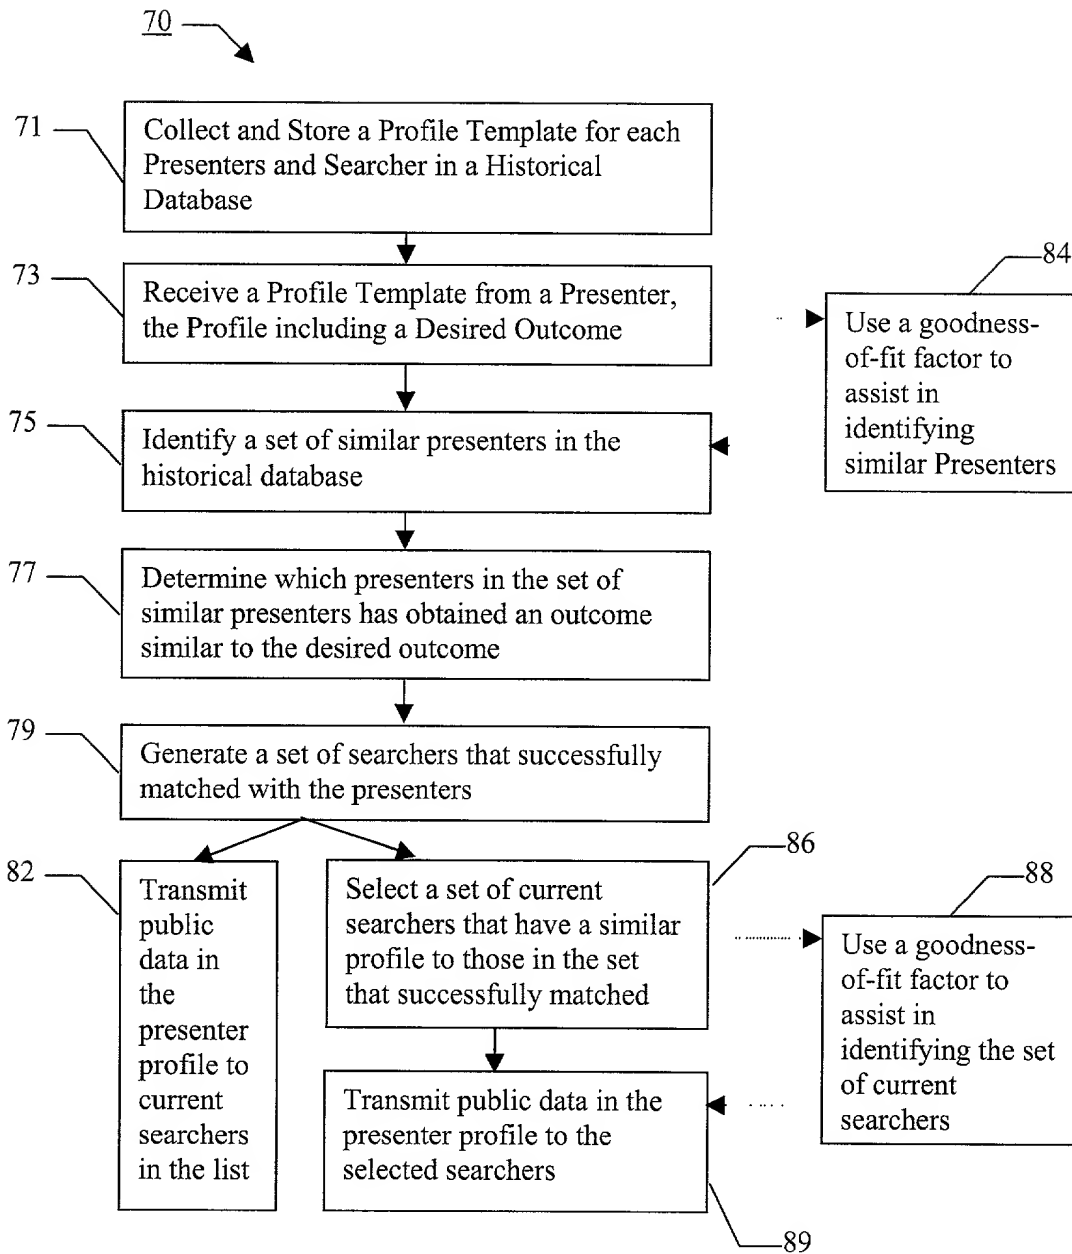 70
71
Collect and Store a Profile Template for each
Presenters and Searcher in a Historical
Database
73
Receive a Profile Template from a Presenter,
the Profile including a Desired Outcome
84
Use a goodness-
of-fit factor to
assist in
identifying
similar Presenters
75
Identify a set of similar presenters in the
historical database
77
Determine which presenters in the set of
similar presenters has obtained an outcome
similar to the desired outcome
79
Generate a set of searchers that successfully
matched with the presenters
82
Transmit
public
data in
the
presenter
profile to
current
searchers
in the list
86
Select a set of current
searchers that have a similar
profile to those in the set
that successfully matched
88
Use a goodness-
of-fit factor to
assist in
identifying the set
of current
searchers
Transmit public data in the
presenter profile to the
selected searchers
89